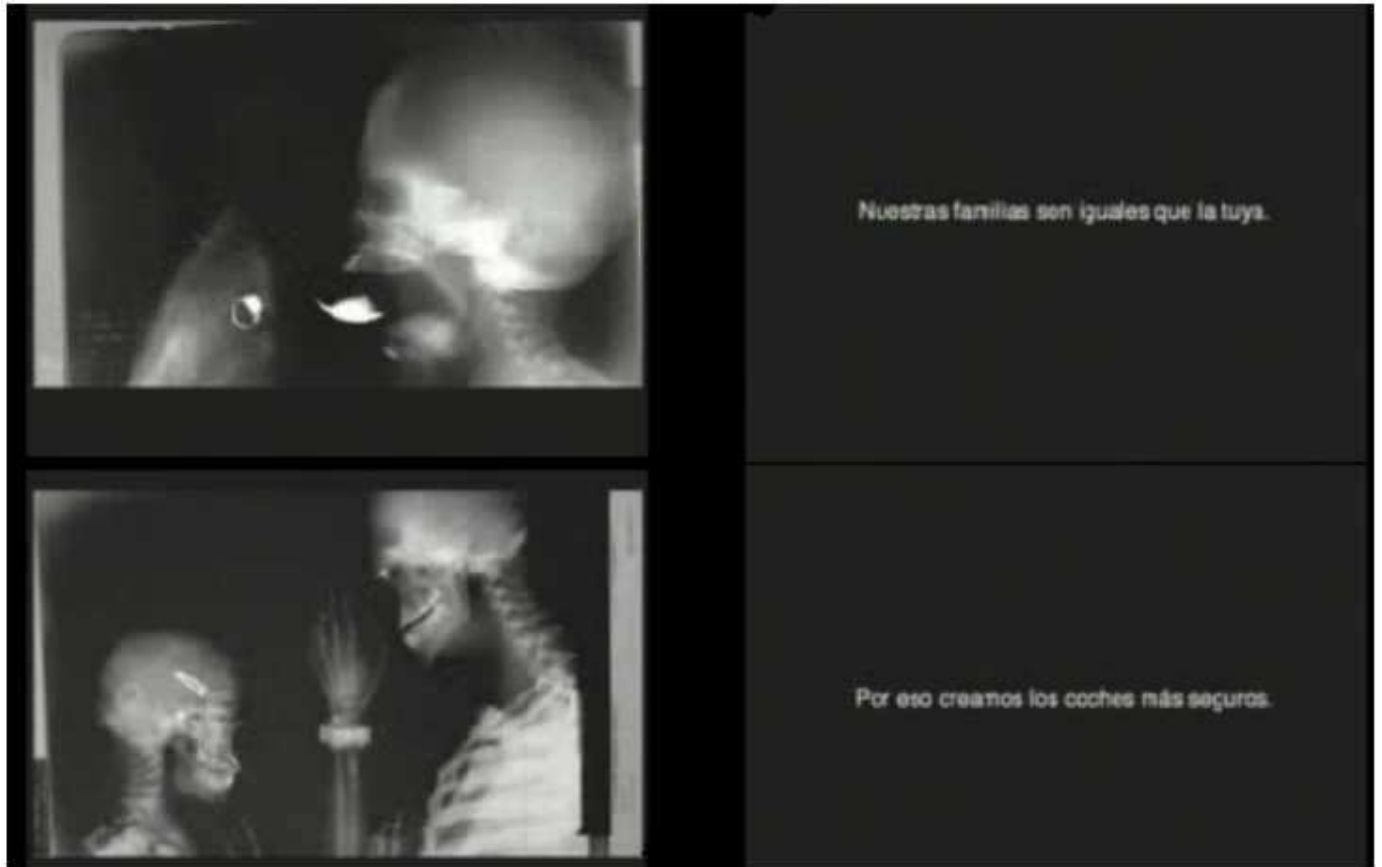 Nuestras familias son iguales que la tuya.
Por eso creamos los coches más seguros.